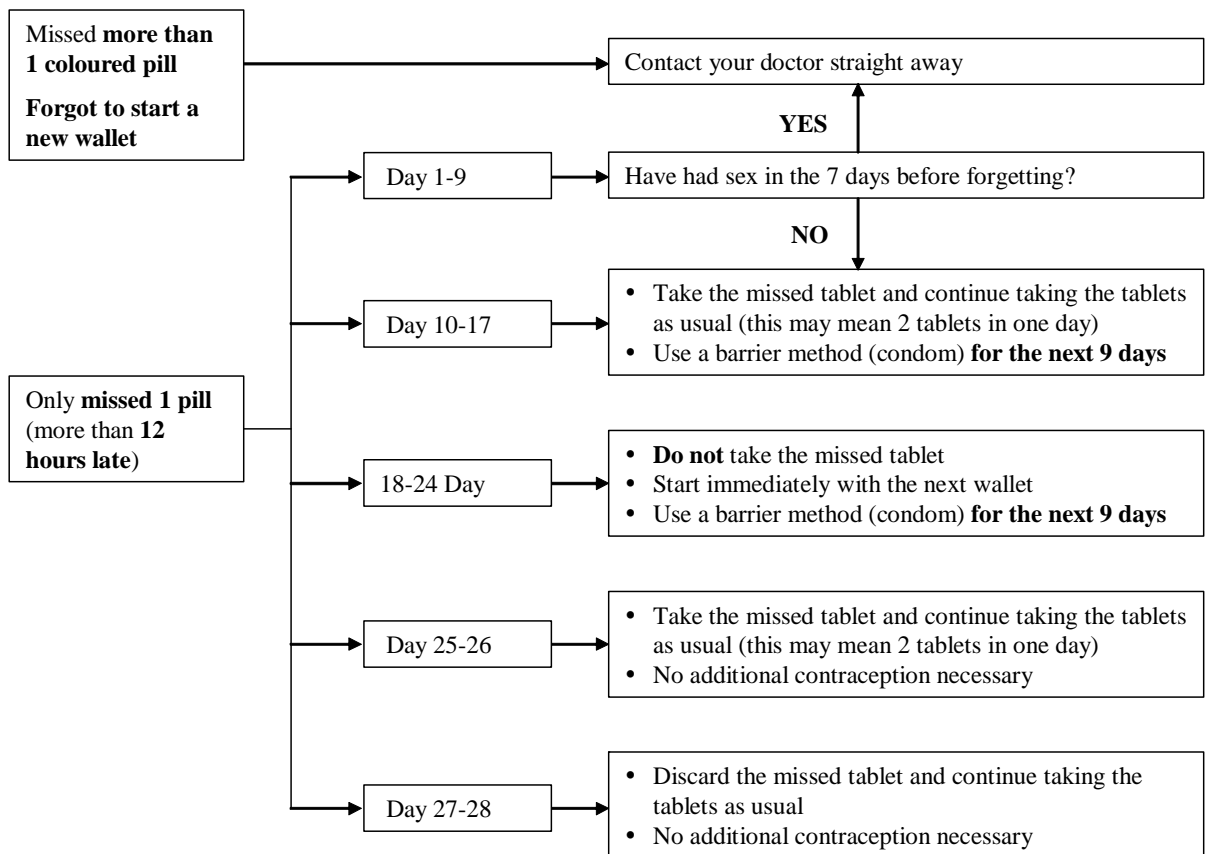 Missed more than
1 coloured pill
Forgot to start a
new wallet
Contact your doctor straight away
YES
Day 1-9
Have had sex in the 7 days before forgetting?
NO
Day 10-17
• Take the missed tablet and continue taking the tablets
as usual (this may mean 2 tablets in one day)
• Use a barrier method (condom) for the next 9 days
Only missed 1 pill
(more than 12
hours late)
18-24 Day
• Do not take the missed tablet
• Start immediately with the next wallet
• Use a barrier method (condom) for the next 9 days
Day 25-26
• Take the missed tablet and continue taking the tablets
as usual (this may mean 2 tablets in one day)
• No additional contraception necessary
Day 27-28
• Discard the missed tablet and continue taking the
tablets as usual
• No additional contraception necessary